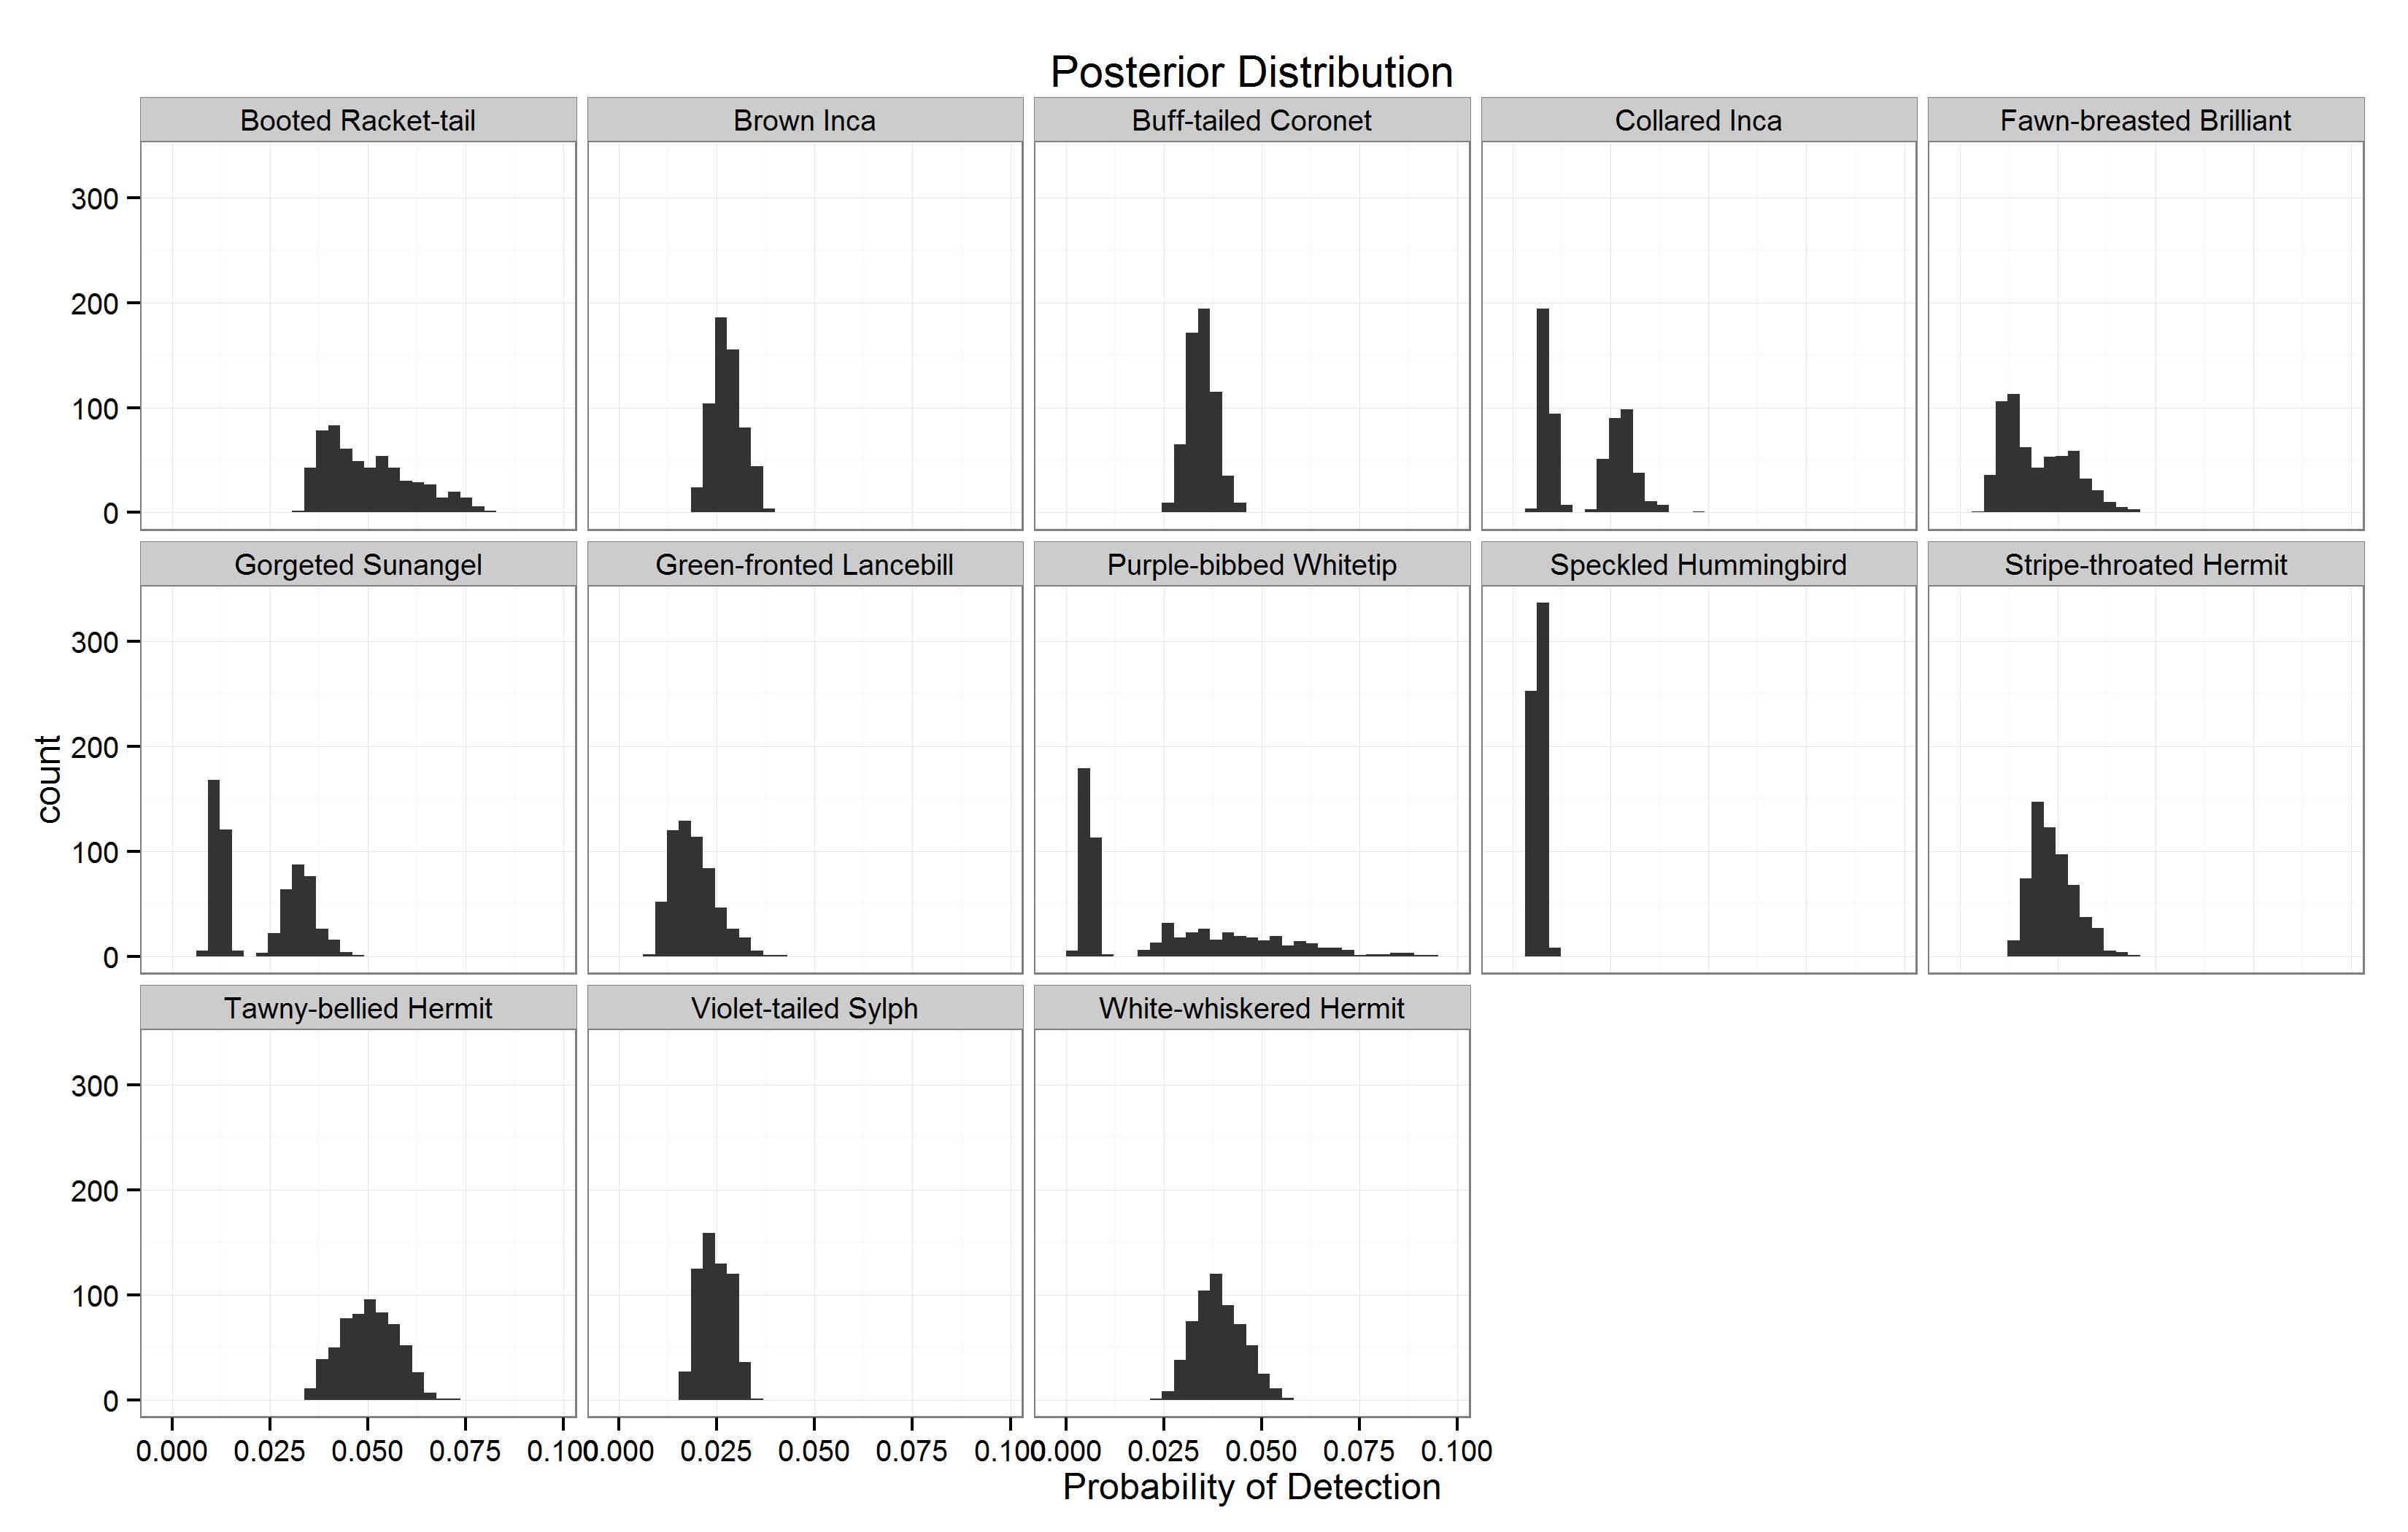 Posterior Distribution
Booted Racket-tail Brown Inca Buff-tailed Coronet Collared Inca Fawn-breasted Brilliant
300
200
100
0
Gorgeted Sunangel Green-fronted Lancebill Purple-bibbed Whitetip Speckled Hummingbird Stripe-throated Hermit
300
200
100
0
count
Tawny-bellied Hermit Violet-tailed Sylph White-whiskered Hermit
300
200
100
0
0.000 0.025 0.050 0.075 0.100 0.000 0.025 0.050 0.075 0.100 0.000 0.025 0.050 0.075 0.100
Probability of Detection